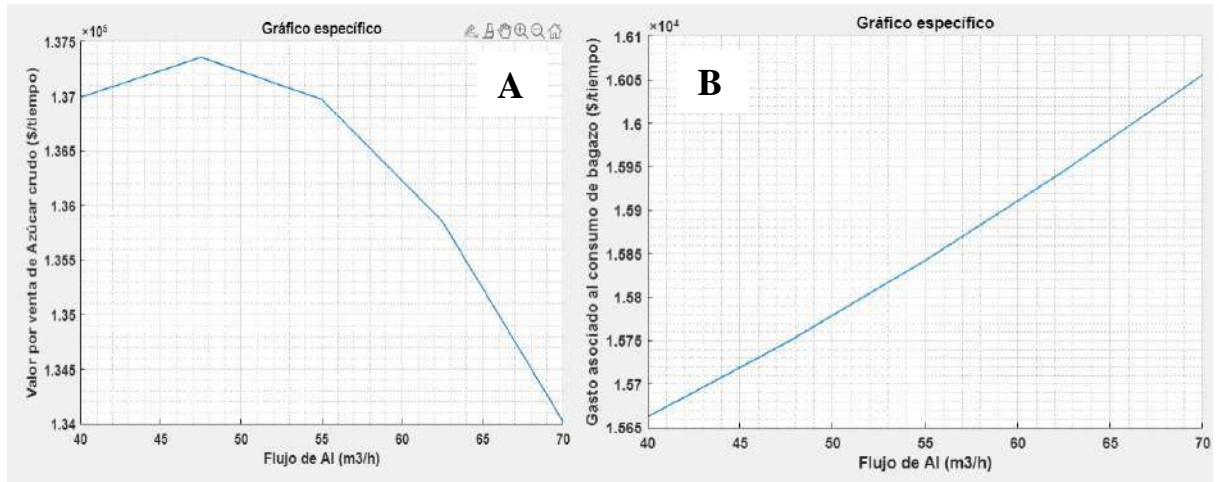 Gráfico específico
×10⁵
A
1.375
1.37
1.365
1.36
1.355
1.35
1.345
1.34
40 45 50 55 60 65 70
Flujo de AI (m3/h)
Valor por venta de Azúcar crudo ($/tiempo)
Gráfico específico
×10⁴
B
1.61
1.605
1.6
1.595
1.59
1.585
1.58
1.575
1.57
1.565
40 45 50 55 60 65 70
Flujo de AI (m3/h)
Gasto asociado al consumo de bagazo ($/tiempo)